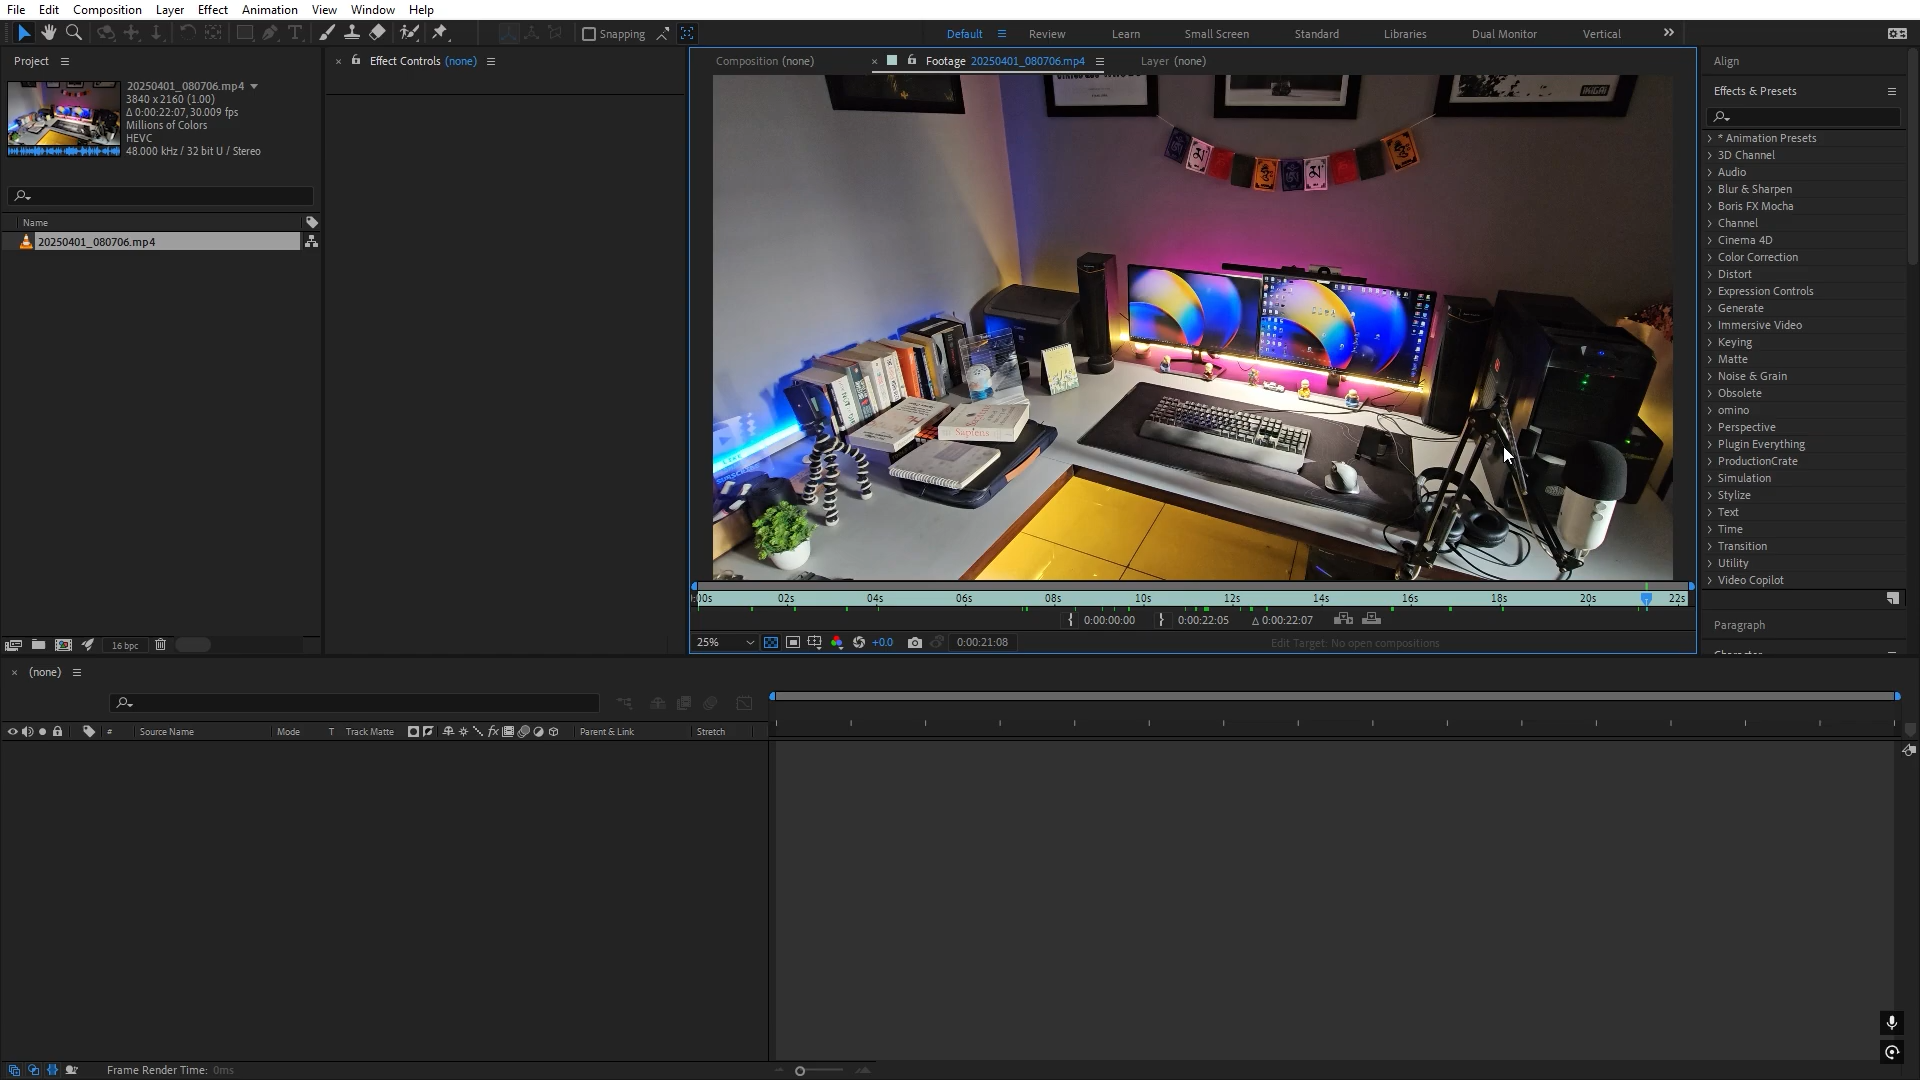 File Edit Composition Layer Effect Animation View Window Help
Snapping
Default Review Learn Small Screen Standard Libraries Dual Monitor Vertical
Project
20250401_080706.mp4
3840 x 2160 (1.00)
Δ 0:00:22:07, 30.009 fps
Millions of Colors
HEVC
48.000 kHz / 32 bit U / Stereo
Name
20250401_080706.mp4
16 bpc
Effect Controls (none)
Composition (none)
Footage 20250401_080706.mp4
Layer (none)
IKIGAI
Sapiens
00s 02s 04s 06s 08s 10s 12s 14s 16s 18s 20s 22s
0:00:00:00 0:00:22:05 Δ 0:00:22:07
25% +0.0 0:00:21:08 Edit Target: No open compositions
Align
Effects & Presets
* Animation Presets
3D Channel
Audio
Blur & Sharpen
Boris FX Mocha
Channel
Cinema 4D
Color Correction
Distort
Expression Controls
Generate
Immersive Video
Keying
Matte
Noise & Grain
Obsolete
omino
Perspective
Plugin Everything
ProductionCrate
Simulation
Stylize
Text
Time
Transition
Utility
Video Copilot
Paragraph
Character
(none)
# Source Name Mode T Track Matte fx Parent & Link Stretch
Frame Render Time: 0ms